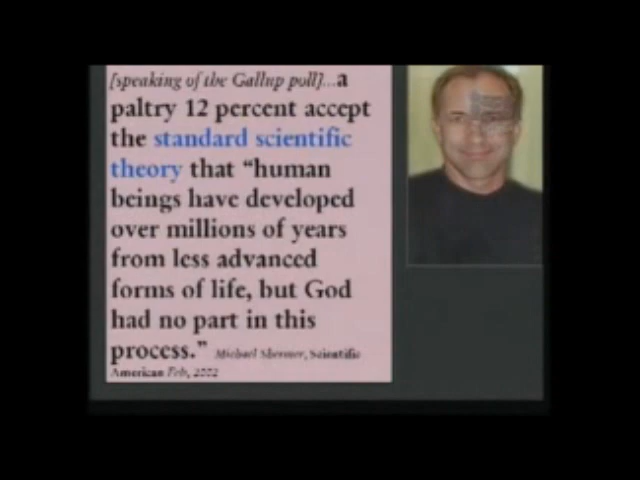 [speaking of the Gallup poll]...a
paltry 12 percent accept
the standard scientific
theory that “human
beings have developed
over millions of years
from less advanced
forms of life, but God
had no part in this
process.” Michael Shermer, Scientific
American Feb, 2002